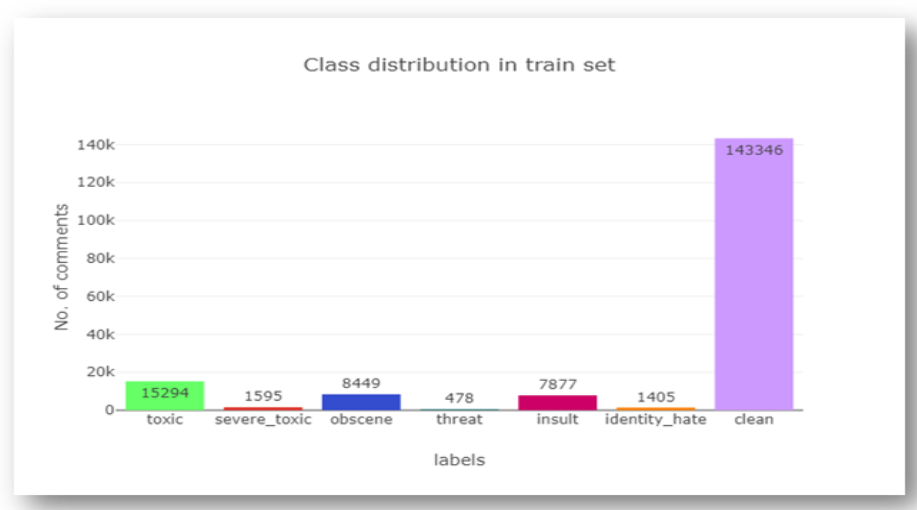 Class distribution in train set
No. of comments
140k
120k
100k
80k
60k
40k
20k
0
15294
1595
8449
478
7877
1405
143346
toxic severe_toxic obscene threat insult identity_hate clean
labels